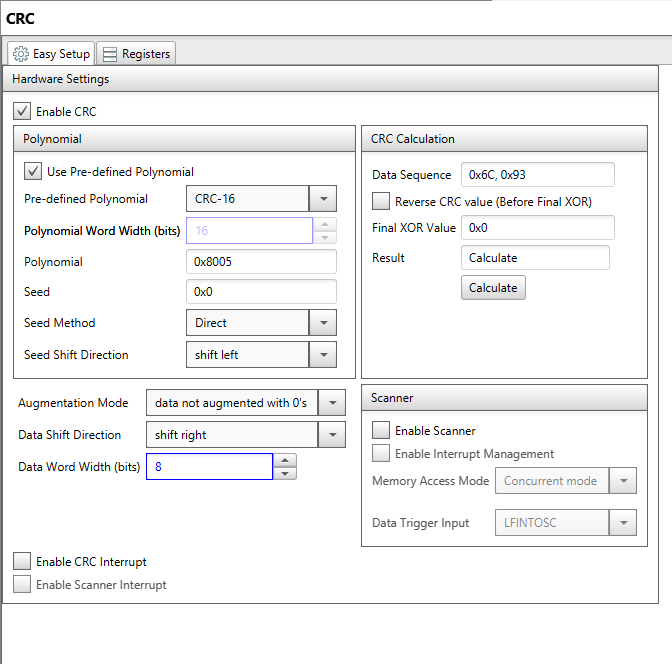 CRC
Easy Setup Registers
Hardware Settings
Enable CRC
Polynomial
Use Pre-defined Polynomial
Pre-defined Polynomial CRC-16
Polynomial Word Width (bits) 16
Polynomial 0x8005
Seed 0x0
Seed Method Direct
Seed Shift Direction shift left
CRC Calculation
Data Sequence 0x6C, 0x93
Reverse CRC value (Before Final XOR)
Final XOR Value 0x0
Result Calculate
Calculate
Augmentation Mode data not augmented with 0's
Data Shift Direction shift right
Data Word Width (bits) 8
Scanner
Enable Scanner
Enable Interrupt Management
Memory Access Mode Concurrent mode
Data Trigger Input LFINTOSC
Enable CRC Interrupt
Enable Scanner Interrupt